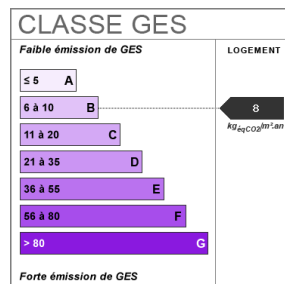 CLASSE GES
Faible émission de GES
LOGEMENT
≤ 5 A
6 à 10 B
8
kgéqCO2/m².an
11 à 20 C
21 à 35 D
36 à 55 E
56 à 80 F
> 80 G
Forte émission de GES